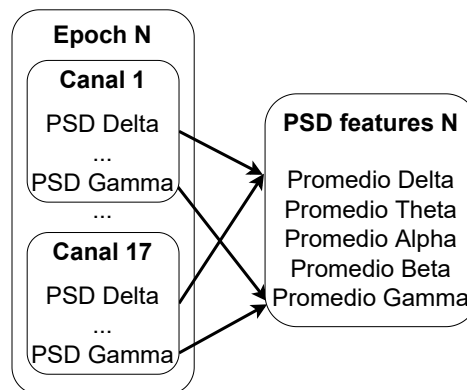 Epoch N
Canal 1
PSD Delta
...
PSD Gamma
...
Canal 17
PSD Delta
...
PSD Gamma
PSD features N
Promedio Delta
Promedio Theta
Promedio Alpha
Promedio Beta
Promedio Gamma